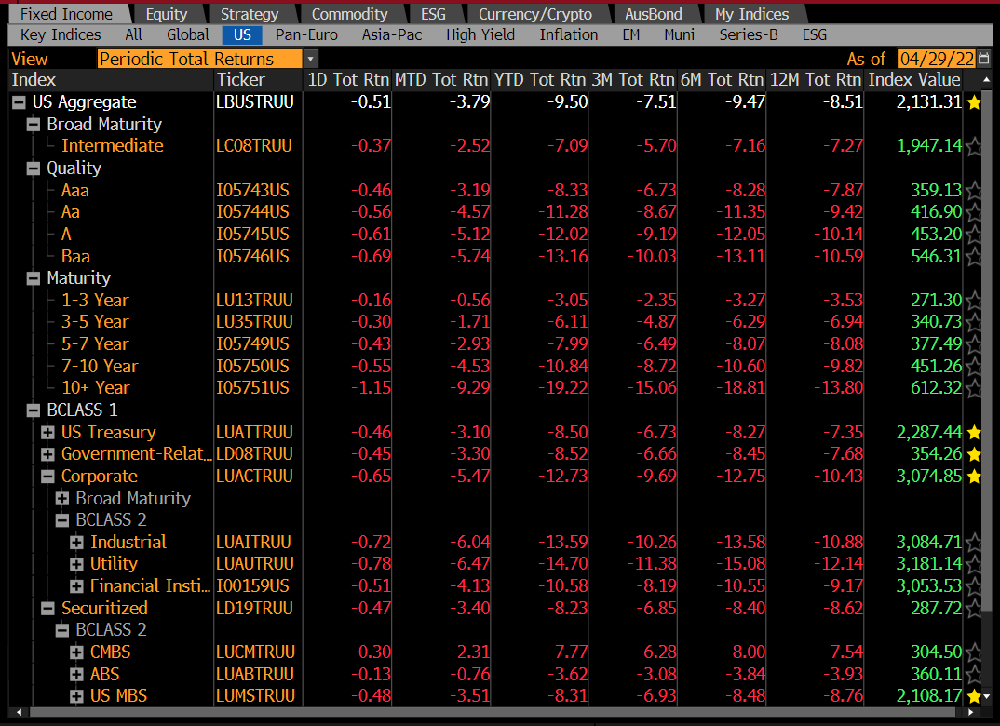 Fixed Income Equity Strategy Commodity ESG Currency/Crypto AusBond My Indices
Key Indices All Global US Pan-Euro Asia-Pac High Yield Inflation EM Muni Series-B ESG
View Periodic Total Returns As of 04/29/22
Index Ticker 1D Tot Rtn MTD Tot Rtn YTD Tot Rtn 3M Tot Rtn 6M Tot Rtn 12M Tot Rtn Index Value
US Aggregate LBUSTRUU -0.51 -3.79 -9.50 -7.51 -9.47 -8.51 2,131.31
Broad Maturity
Intermediate LC08TRUU -0.37 -2.52 -7.09 -5.70 -7.16 -7.27 1,947.14
Quality
Aaa I05743US -0.46 -3.19 -8.33 -6.73 -8.28 -7.87 359.13
Aa I05744US -0.56 -4.57 -11.28 -8.67 -11.35 -9.42 416.90
A I05745US -0.61 -5.12 -12.02 -9.19 -12.05 -10.14 453.20
Baa I05746US -0.69 -5.74 -13.16 -10.03 -13.11 -10.59 546.31
Maturity
1-3 Year LU13TRUU -0.16 -0.56 -3.05 -2.35 -3.27 -3.53 271.30
3-5 Year LU35TRUU -0.30 -1.71 -6.11 -4.87 -6.29 -6.94 340.73
5-7 Year I05749US -0.43 -2.93 -7.99 -6.49 -8.07 -8.08 377.49
7-10 Year I05750US -0.55 -4.53 -10.84 -8.72 -10.60 -9.82 451.26
10+ Year I05751US -1.15 -9.29 -19.22 -15.06 -18.81 -13.80 612.32
BCLASS 1
US Treasury LUATTRUU -0.46 -3.10 -8.50 -6.73 -8.27 -7.35 2,287.44
Government-Relat... LD08TRUU -0.45 -3.30 -8.52 -6.66 -8.45 -7.68 354.26
Corporate LUACTRUU -0.65 -5.47 -12.73 -9.69 -12.75 -10.43 3,074.85
Broad Maturity
BCLASS 2
Industrial LUAITRUU -0.72 -6.04 -13.59 -10.26 -13.58 -10.88 3,084.71
Utility LUAUTRUU -0.78 -6.47 -14.70 -11.38 -15.08 -12.14 3,181.14
Financial Insti... I00159US -0.51 -4.13 -10.58 -8.19 -10.55 -9.17 3,053.53
Securitized LD19TRUU -0.47 -3.40 -8.23 -6.85 -8.40 -8.62 287.72
BCLASS 2
CMBS LUCMTRUU -0.30 -2.31 -7.77 -6.28 -8.00 -7.54 304.50
ABS LUABTRUU -0.13 -0.76 -3.62 -3.08 -3.84 -3.93 360.11
US MBS LUMSTRUU -0.48 -3.51 -8.31 -6.93 -8.48 -8.76 2,108.17